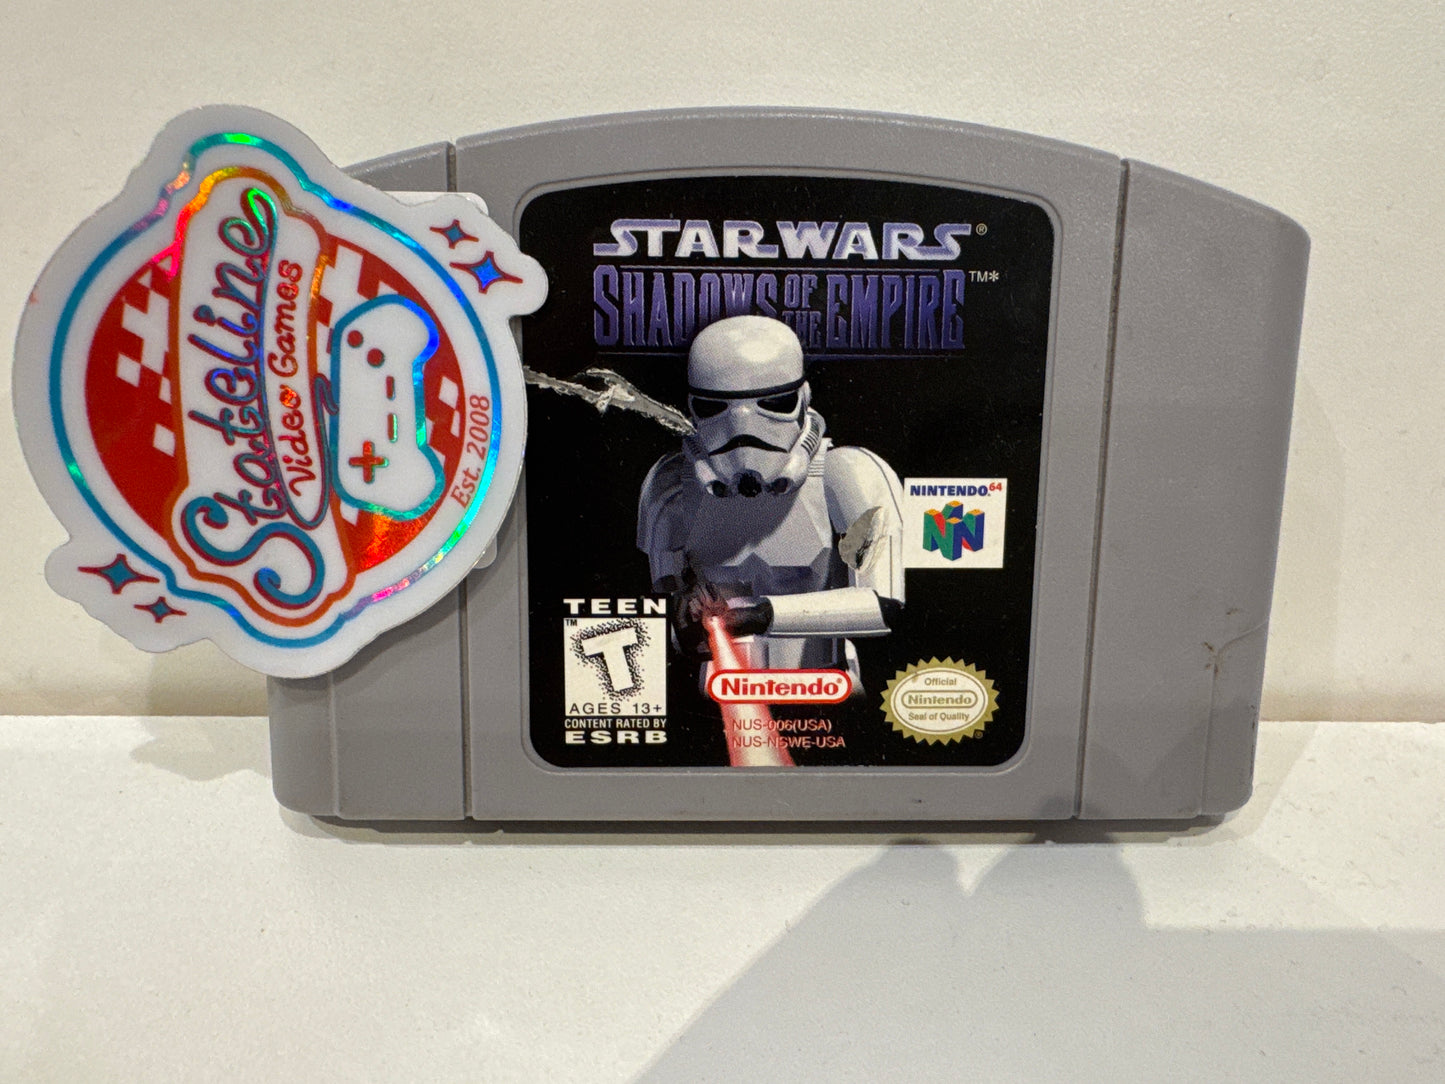 Stateline
Video Games
Est. 2008
STAR WARS®
SHADOWS OF THE EMPIRE™*
NINTENDO64
TEEN
TM
T
AGES 13+
CONTENT RATED BY
ESRB
Nintendo®
NUS-006(USA)
NUS-NSWE-USA
Official
Nintendo
Seal of Quality
®